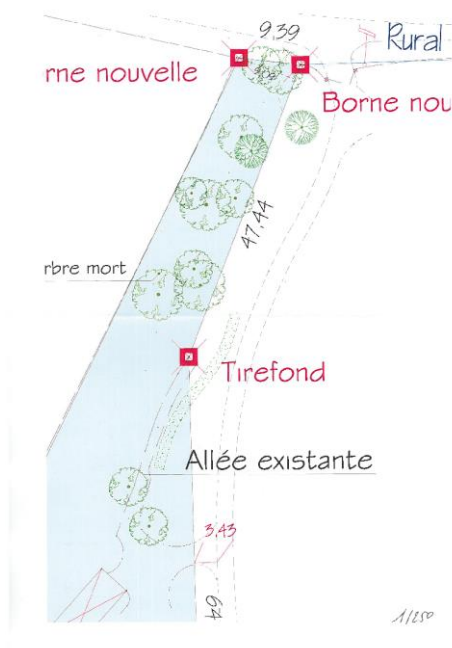 9,39
Rural
rne nouvelle
Borne nou
47,44
rbre mort
Tirefond
Allée existante
3,43
64
1/250